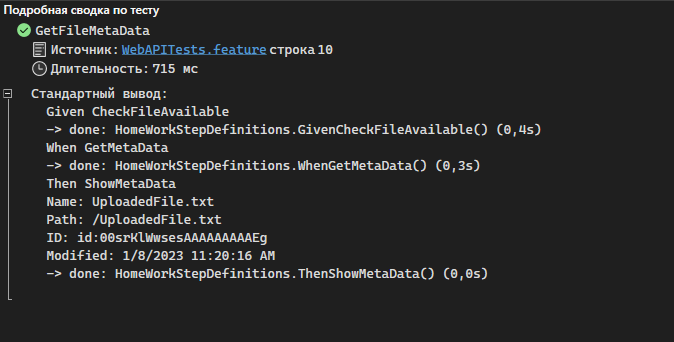 Подробная сводка по тесту
GetFileMetaData
Источник: WebAPITests.feature строка 10
Длительность: 715 мс
Стандартный вывод:
Given CheckFileAvailable
-> done: HomeWorkStepDefinitions.GivenCheckFileAvailable() (0,4s)
When GetMetaData
-> done: HomeWorkStepDefinitions.WhenGetMetaData() (0,3s)
Then ShowMetaData
Name: UploadedFile.txt
Path: /UploadedFile.txt
ID: id:00srKlWwsesAAAAAAAAAEg
Modified: 1/8/2023 11:20:16 AM
-> done: HomeWorkStepDefinitions.ThenShowMetaData() (0,0s)